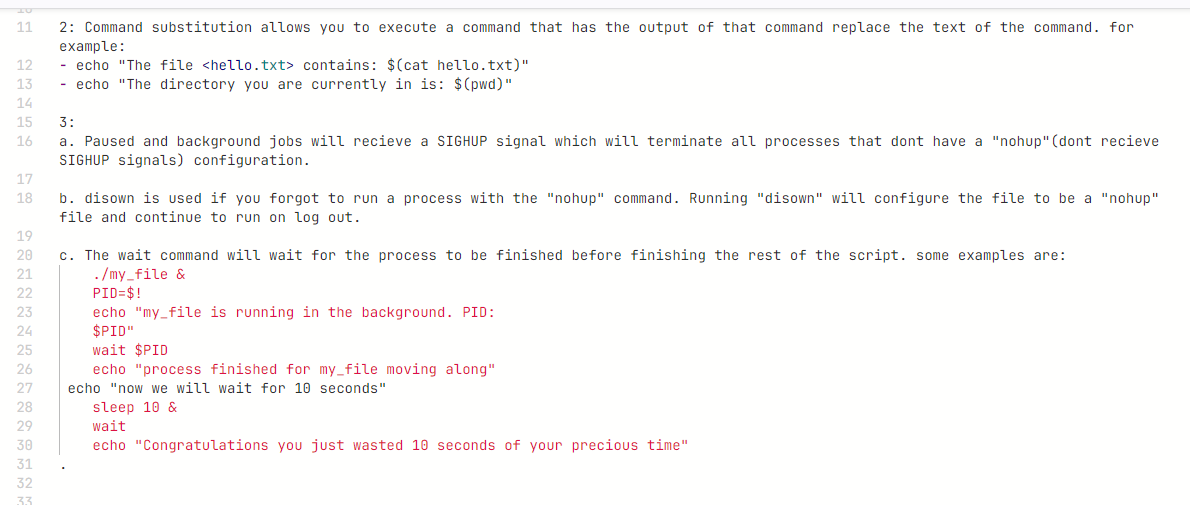 11 2: Command substitution allows you to execute a command that has the output of that command replace the text of the command. for
example:
12 - echo "The file <hello.txt> contains: $(cat hello.txt)"
13 - echo "The directory you are currently in is: $(pwd)"
14
15 3:
16 a. Paused and background jobs will recieve a SIGHUP signal which will terminate all processes that dont have a "nohup"(dont recieve
SIGHUP signals) configuration.
17
18 b. disown is used if you forgot to run a process with the "nohup" command. Running "disown" will configure the file to be a "nohup"
file and continue to run on log out.
19
20 c. The wait command will wait for the process to be finished before finishing the rest of the script. some examples are:
21 ./my_file &
22 PID=$!
23 echo "my_file is running in the background. PID:
24 $PID"
25 wait $PID
26 echo "process finished for my_file moving along"
27 echo "now we will wait for 10 seconds"
28 sleep 10 &
29 wait
30 echo "Congratulations you just wasted 10 seconds of your precious time"
31 .
32
33